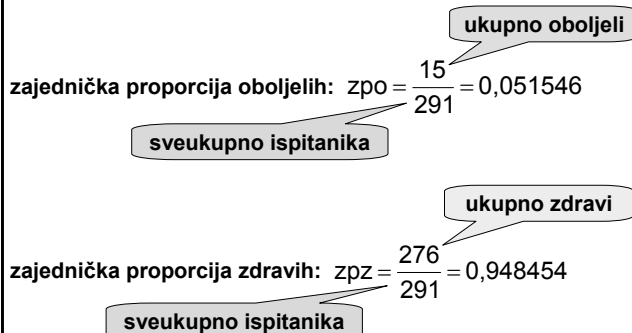 ukupno oboljeli
zajednička proporcija oboljelih: zpo = 15/291 = 0,051546
sveukupno ispitanika
ukupno zdravi
zajednička proporcija zdravih: zpz = 276/291 = 0,948454
sveukupno ispitanika